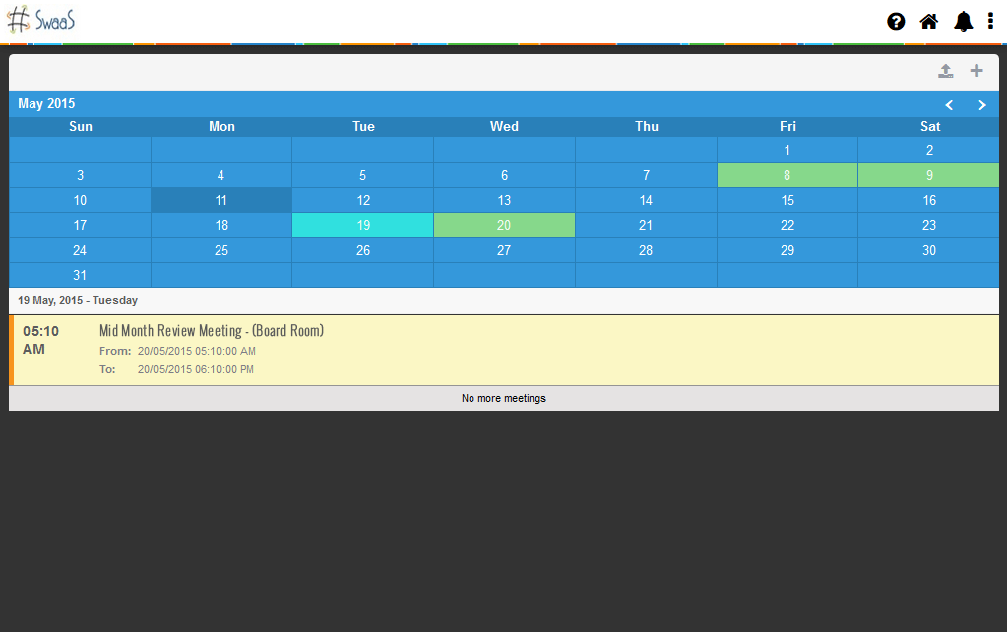 SwaaS
May 2015
Sun Mon Tue Wed Thu Fri Sat
1 2
3 4 5 6 7 8 9
10 11 12 13 14 15 16
17 18 19 20 21 22 23
24 25 26 27 28 29 30
31
19 May, 2015 - Tuesday
05:10 AM
Mid Month Review Meeting - (Board Room)
From: 20/05/2015 05:10:00 AM
To: 20/05/2015 06:10:00 PM
No more meetings